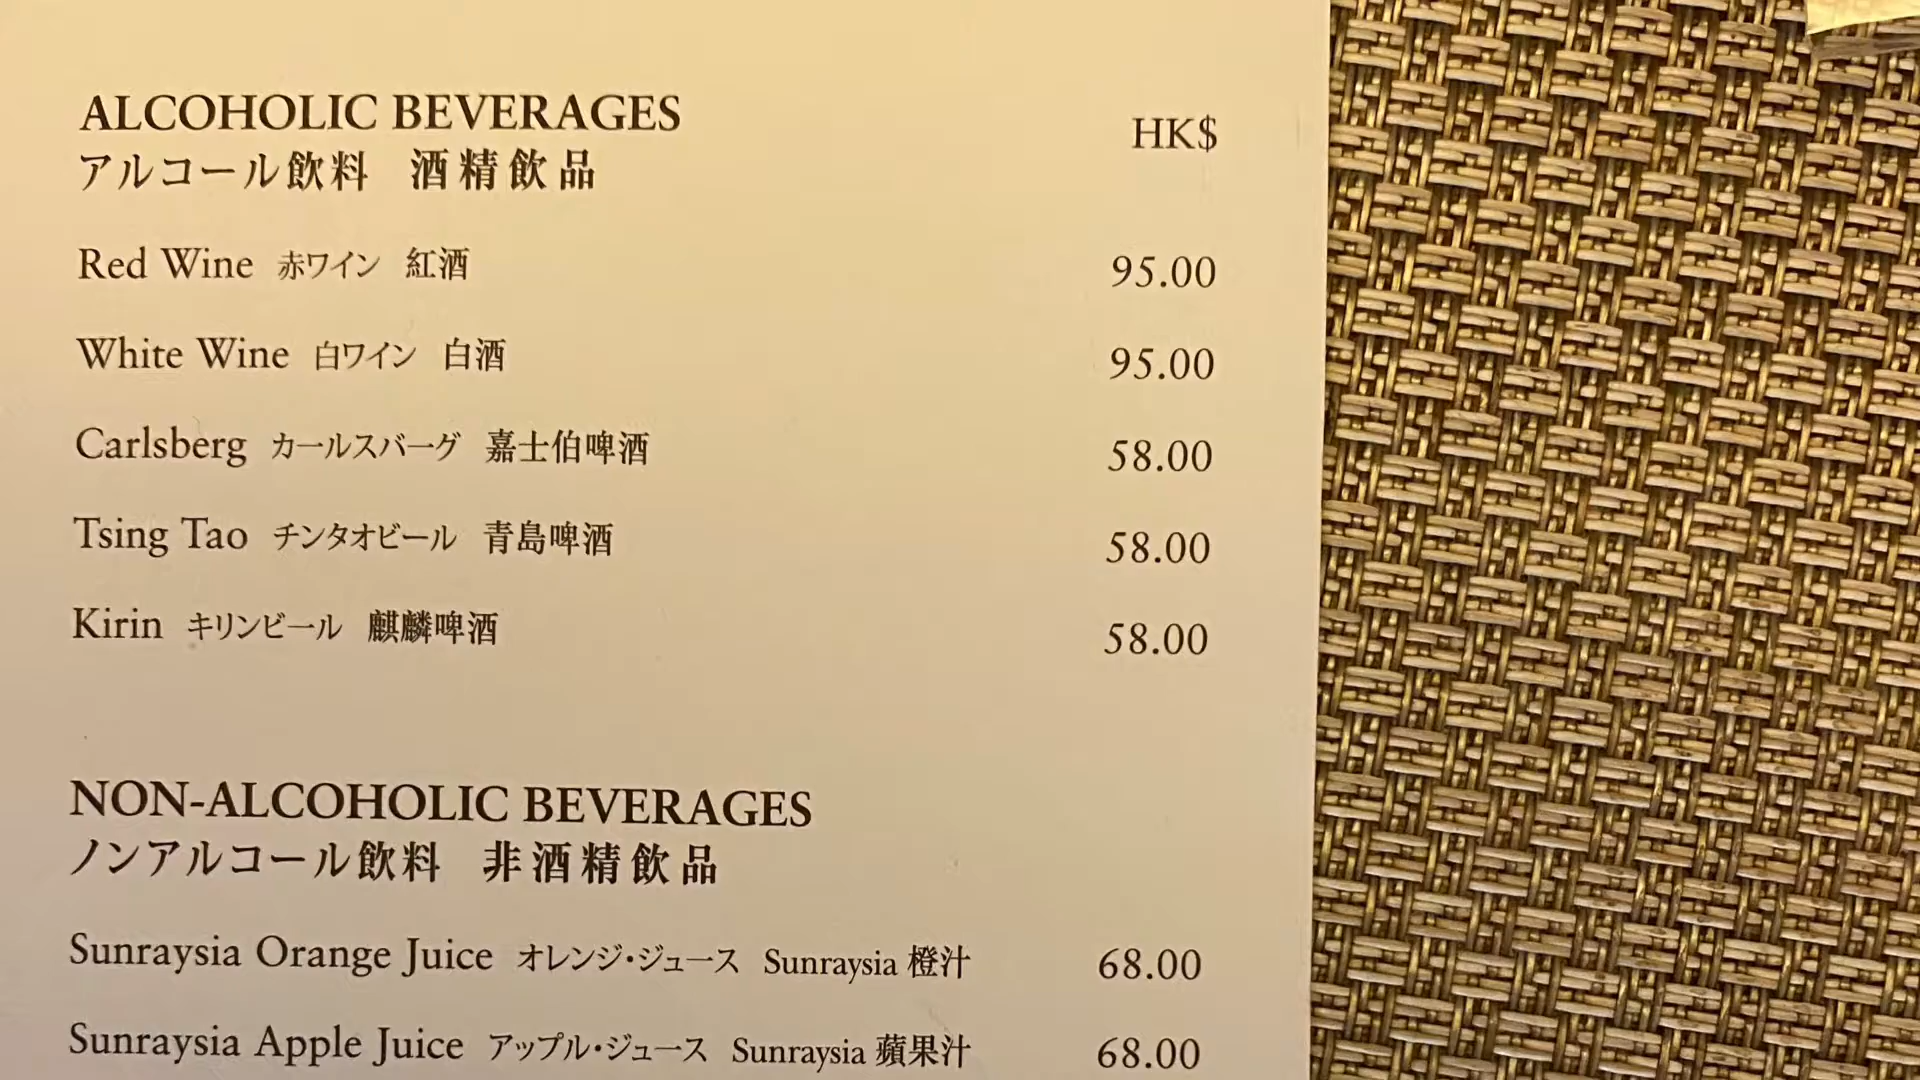 ALCOHOLIC BEVERAGES HK$
アルコール飲料 酒精飲品
Red Wine 赤ワイン 紅酒 95.00
White Wine 白ワイン 白酒 95.00
Carlsberg カールスバーグ 嘉士伯啤酒 58.00
Tsing Tao チンタオビール 青島啤酒 58.00
Kirin キリンビール 麒麟啤酒 58.00
NON-ALCOHOLIC BEVERAGES
ノンアルコール飲料 非酒精飲品
Sunraysia Orange Juice オレンジ・ジュース Sunraysia 橙汁 68.00
Sunraysia Apple Juice アップル・ジュース Sunraysia 蘋果汁 68.00